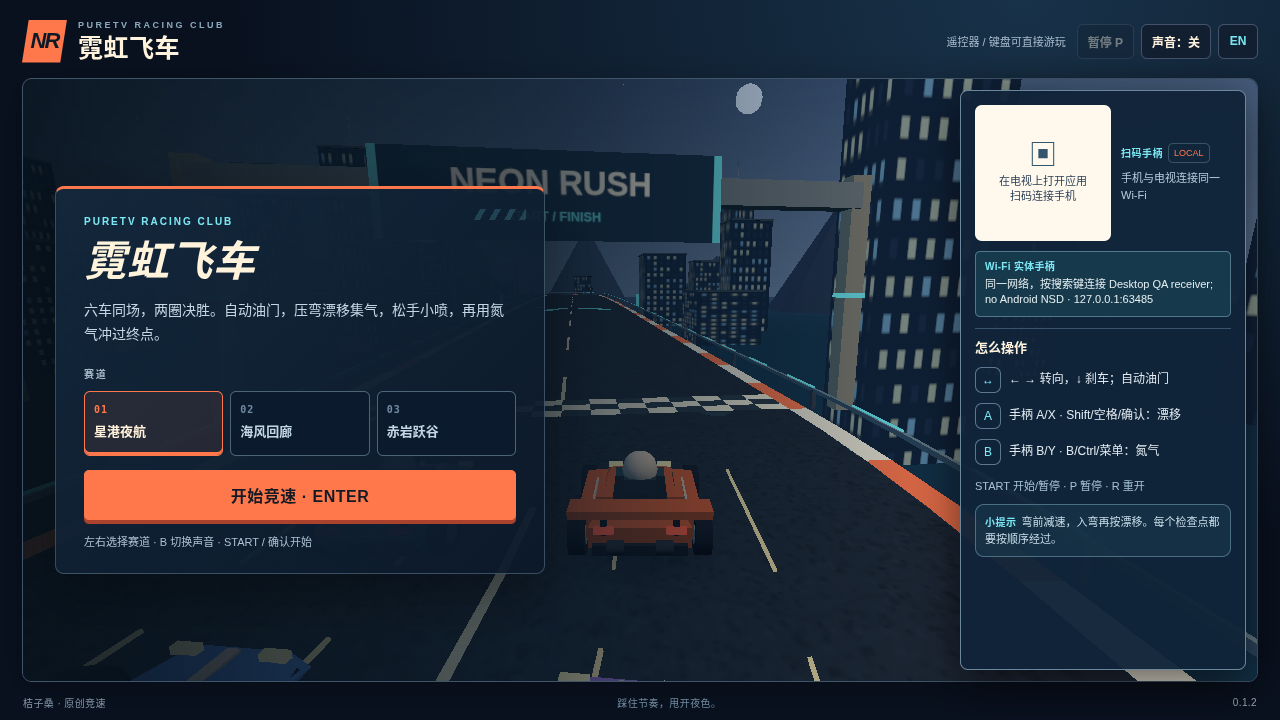 NR
PURETV RACING CLUB
霓虹飞车
遥控器 / 键盘可直接游玩
暂停 P
声音：关
EN
NEON RUSH
T / FINISH
PURETV RACING CLUB
霓虹飞车
六车同场，两圈决胜。自动油门，压弯漂移集气，松手小喷，再用氮
气冲过终点。
赛道
01
星港夜航
02
海风回廊
03
赤岩跃谷
开始竞速 · ENTER
左右选择赛道 · B 切换声音 · START / 确认开始
在电视上打开应用
扫码连接手机
扫码手柄 LOCAL
手机与电视连接同一
Wi-Fi
Wi-Fi 实体手柄
同一网络，按搜索键连接 Desktop QA receiver;
no Android NSD · 127.0.0.1:63485
怎么操作
↔ ← → 转向，↓ 刹车；自动油门
A 手柄 A/X · Shift/空格/确认：漂移
B 手柄 B/Y · B/Ctrl/菜单：氮气
START 开始/暂停 · P 暂停 · R 重开
小提示 弯前减速，入弯再按漂移。每个检查点都
要按顺序经过。
桔子桑 · 原创竞速
踩住节奏，甩开夜色。
0.1.2